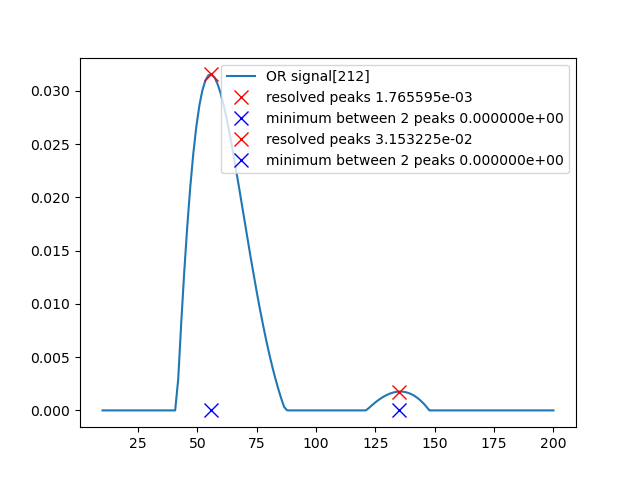 OR signal[212]
resolved peaks 1.765595e-03
minimum between 2 peaks 0.000000e+00
resolved peaks 3.153225e-02
minimum between 2 peaks 0.000000e+00
0.030
0.025
0.020
0.015
0.010
0.005
0.000
25 50 75 100 125 150 175 200